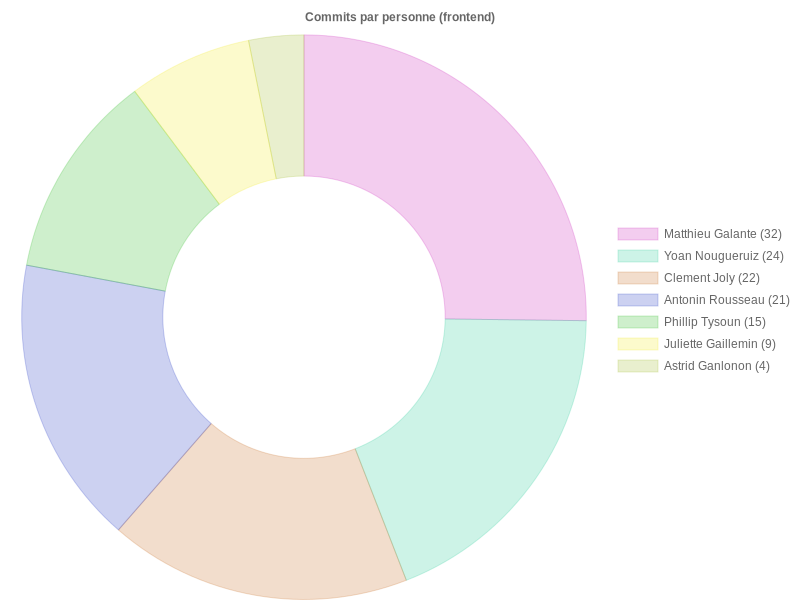 Commits par personne (frontend)
Matthieu Galante (32)
Yoan Nougueruiz (24)
Clement Joly (22)
Antonin Rousseau (21)
Phillip Tysoun (15)
Juliette Gaillemin (9)
Astrid Ganlonon (4)